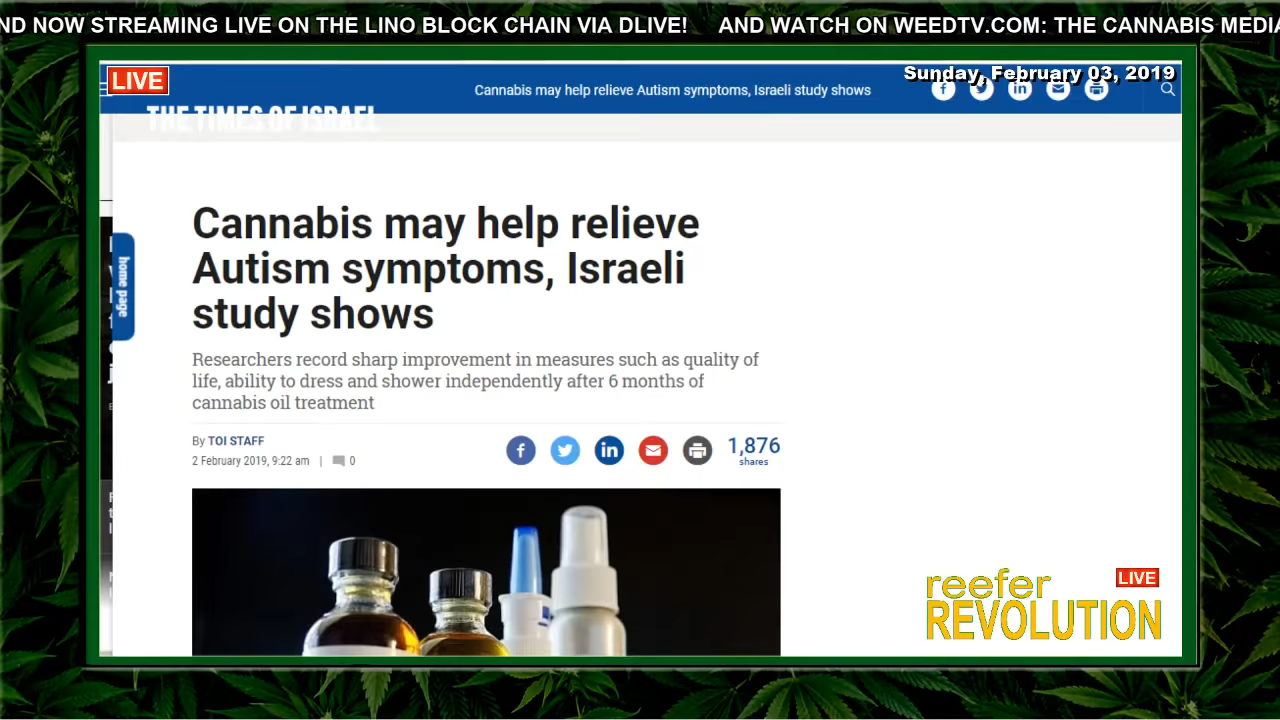 ND NOW STREAMING LIVE ON THE LINO BLOCK CHAIN VIA DLIVE! AND WATCH ON WEEDTV.COM: THE CANNABIS MEDIA
LIVE
Sunday, February 03, 2019
Cannabis may help relieve Autism symptoms, Israeli study shows
THE TIMES OF ISRAEL
home page
Cannabis may help relieve
Autism symptoms, Israeli
study shows
Researchers record sharp improvement in measures such as quality of
life, ability to dress and shower independently after 6 months of
cannabis oil treatment
By TOI STAFF
2 February 2019, 9:22 am | 0
1,876
shares
reefer LIVE
REVOLUTION